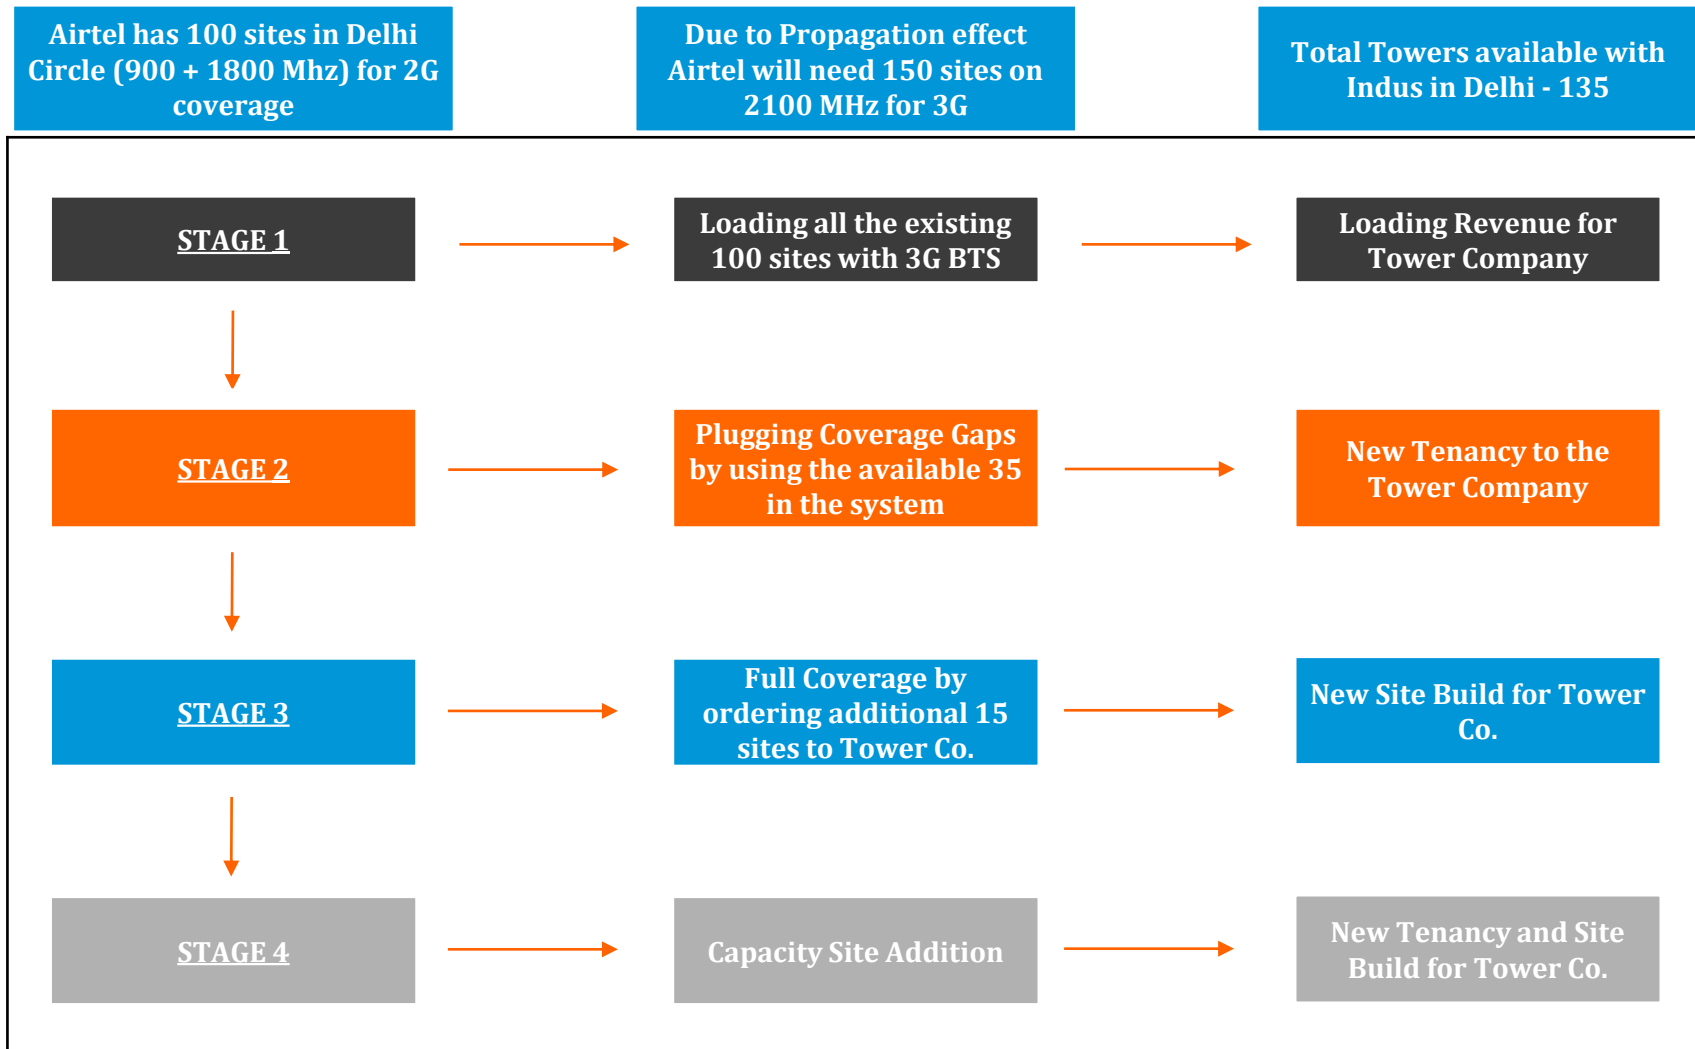 Airtel has 100 sites in Delhi
Circle (900 + 1800 Mhz) for 2G
coverage
Due to Propagation effect
Airtel will need 150 sites on
2100 MHz for 3G
Total Towers available with
Indus in Delhi - 135
STAGE 1
Loading all the existing
100 sites with 3G BTS
Loading Revenue for
Tower Company
STAGE 2
Plugging Coverage Gaps
by using the available 35
in the system
New Tenancy to the
Tower Company
STAGE 3
Full Coverage by
ordering additional 15
sites to Tower Co.
New Site Build for Tower
Co.
STAGE 4
Capacity Site Addition
New Tenancy and Site
Build for Tower Co.